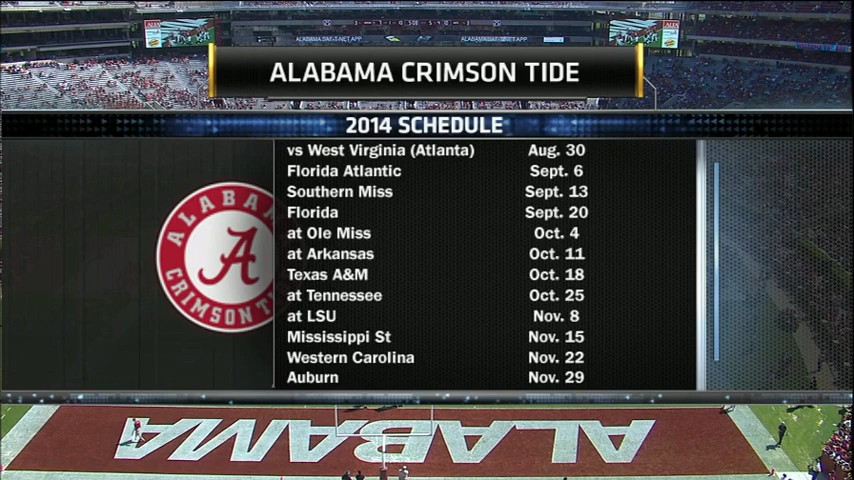 ALABAMA CRIMSON TIDE
2014 SCHEDULE
vs West Virginia (Atlanta) Aug. 30
Florida Atlantic Sept. 6
Southern Miss Sept. 13
Florida Sept. 20
at Ole Miss Oct. 4
at Arkansas Oct. 11
Texas A&M Oct. 18
at Tennessee Oct. 25
at LSU Nov. 8
Mississippi St Nov. 15
Western Carolina Nov. 22
Auburn Nov. 29
ALABAMA
A
CRIMSON
ALABAMA